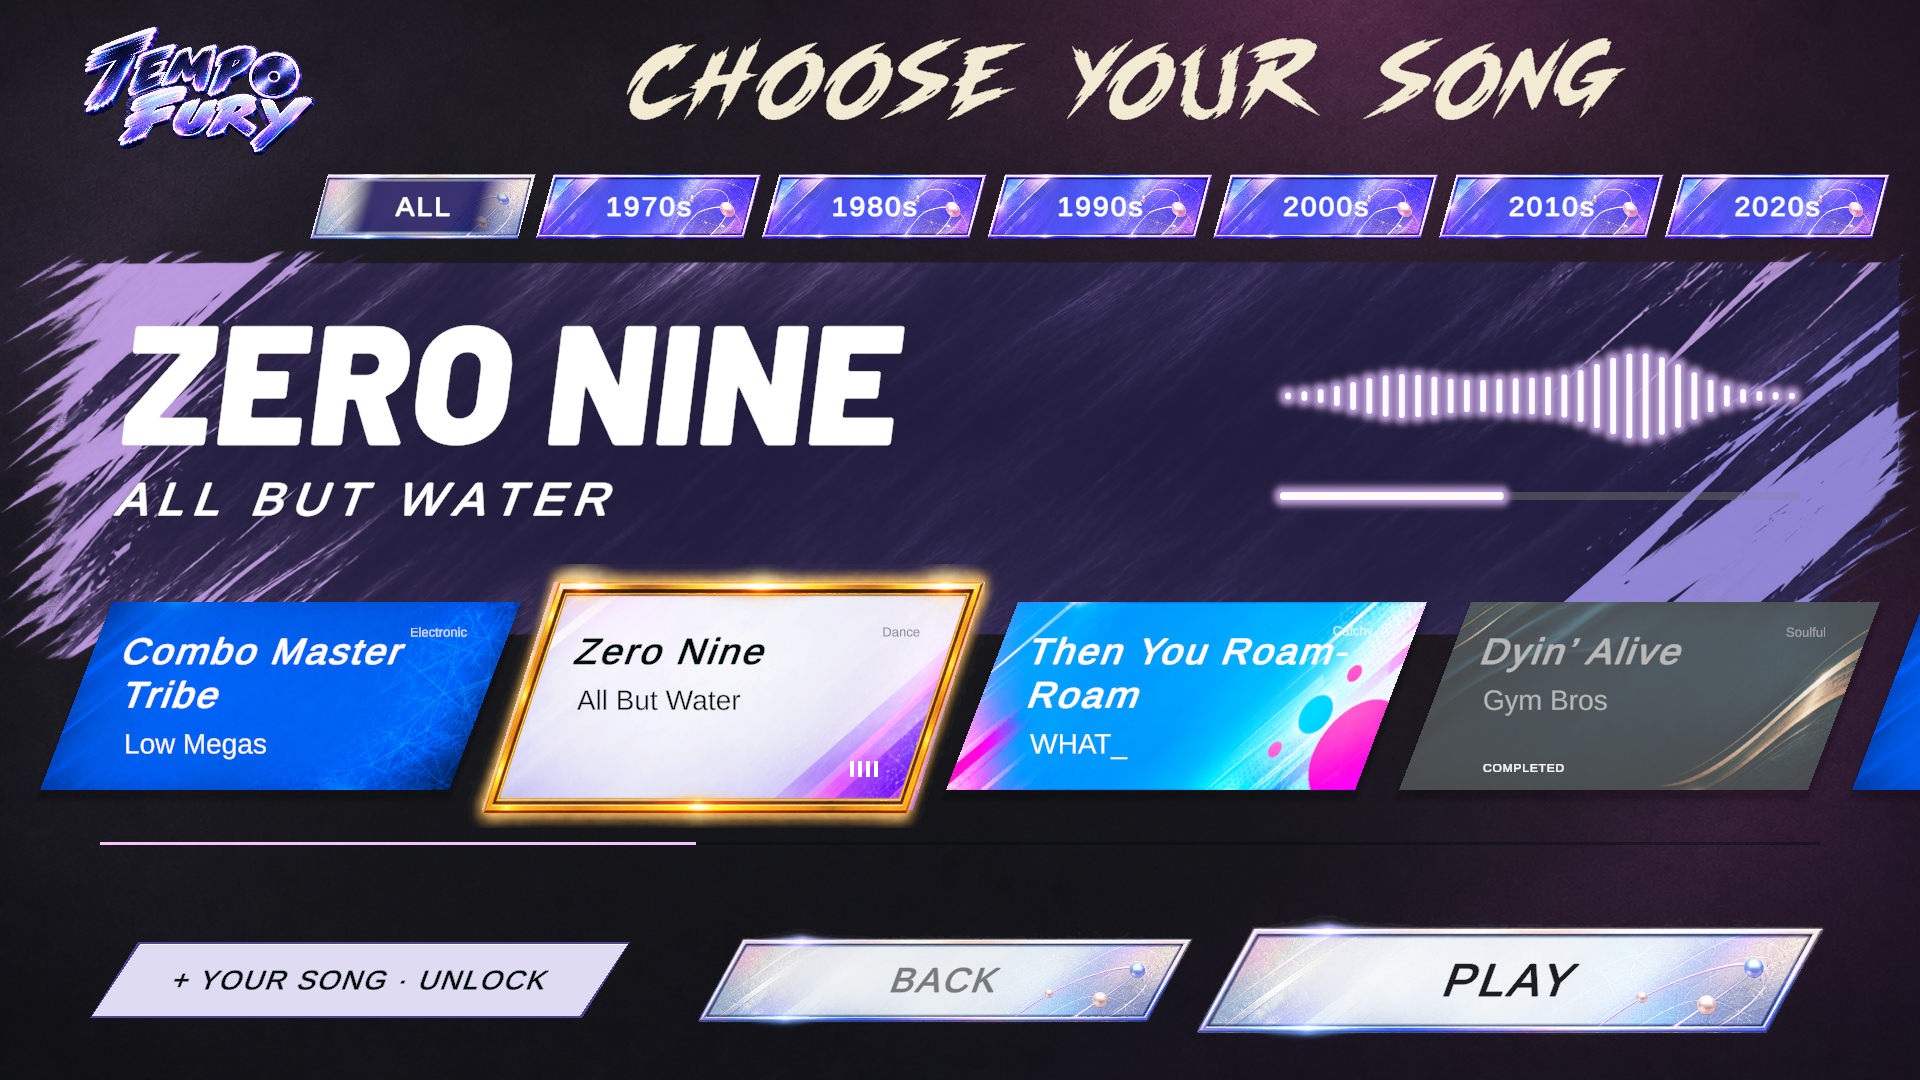 TEMPO
FURY
CHOOSE YOUR SONG
ALL
1970s
1980s
1990s
2000s
2010s
2020s
ZERO NINE
ALL BUT WATER
Combo Master
Tribe
Electronic
Low Megas
Zero Nine
Dance
All But Water
Then You Roam-
Roam
Catchy
WHAT_
Dyin’ Alive
Soulful
Gym Bros
COMPLETED
+ YOUR SONG · UNLOCK
BACK
PLAY